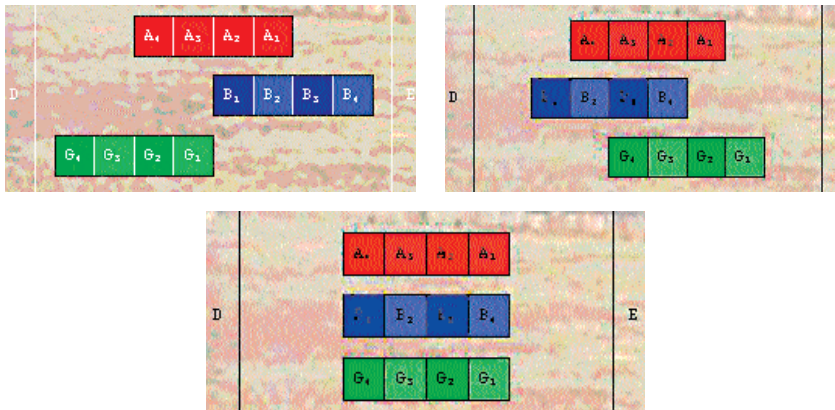 A₄ A₃ A₂ A₁
D B₁ B₂ B₃ B₄ E
G₄ G₃ G₂ G₁
A₃ A₁
D B₂ B₄
G₄ G₃ G₂ G₁
A₃ A₁
D B₂ B₄ E
G₄ G₃ G₂ G₁